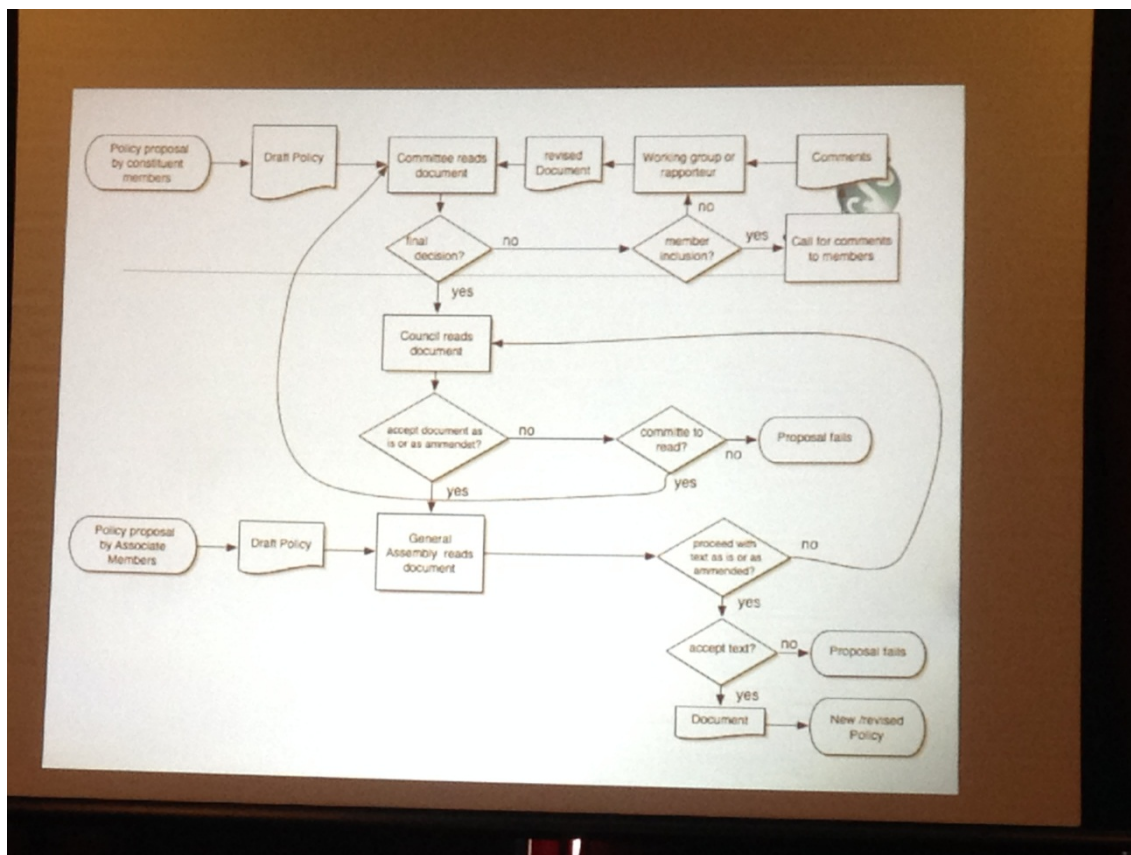 Policy proposal
by constituent
members
Draft Policy
Committee reads
document
revised
Document
Working group or
rapporteur
Comments
final
decision?
no
member
inclusion?
no
yes
Call for comments
to members
yes
Council reads
document
accept document as
is or as ammendet?
no
committe to
read?
no
Proposal fails
yes
yes
Policy proposal
by Associate
Members
Draft Policy
General
Assembly reads
document
proceed with
text as is or as
ammended?
no
yes
accept text?
no
Proposal fails
yes
Document
New /revised
Policy